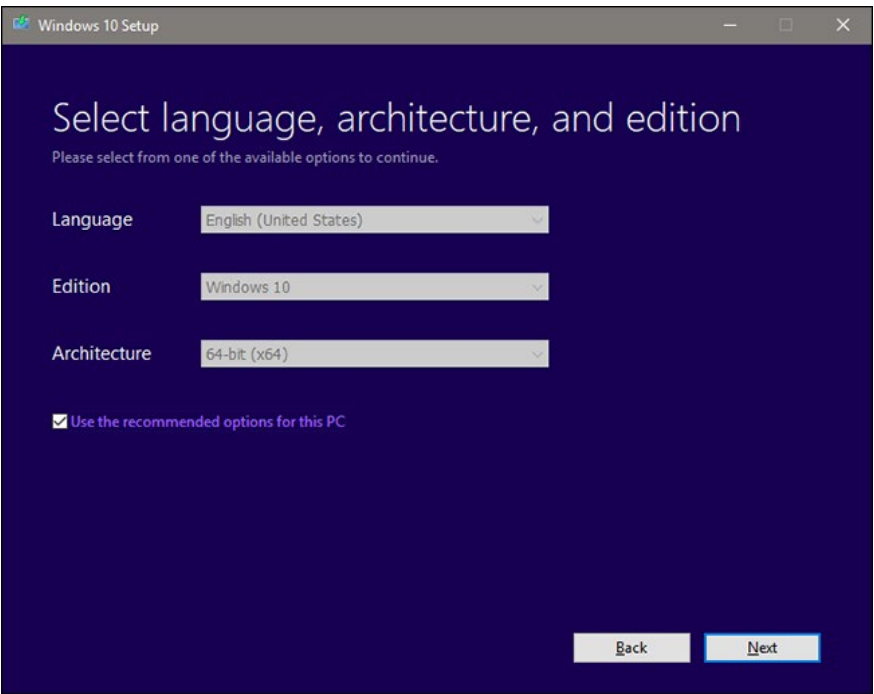 Windows 10 Setup
Select language, architecture, and edition
Please select from one of the available options to continue.
Language English (United States)
Edition Windows 10
Architecture 64-bit (x64)
Use the recommended options for this PC
Back Next